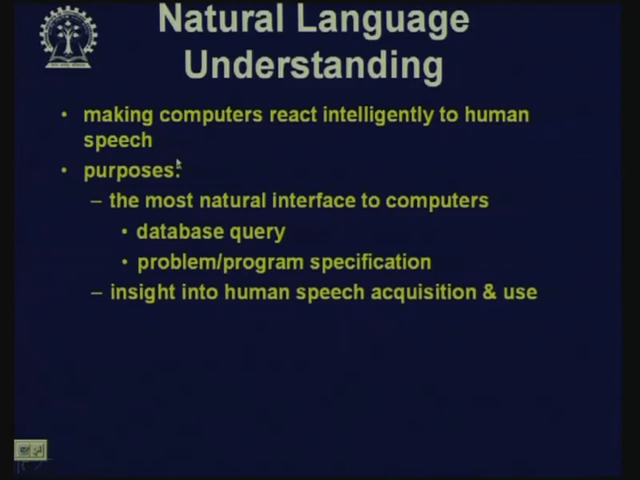 Natural Language
Understanding
• making computers react intelligently to human
speech
• purposes:
– the most natural interface to computers
• database query
• problem/program specification
– insight into human speech acquisition & use